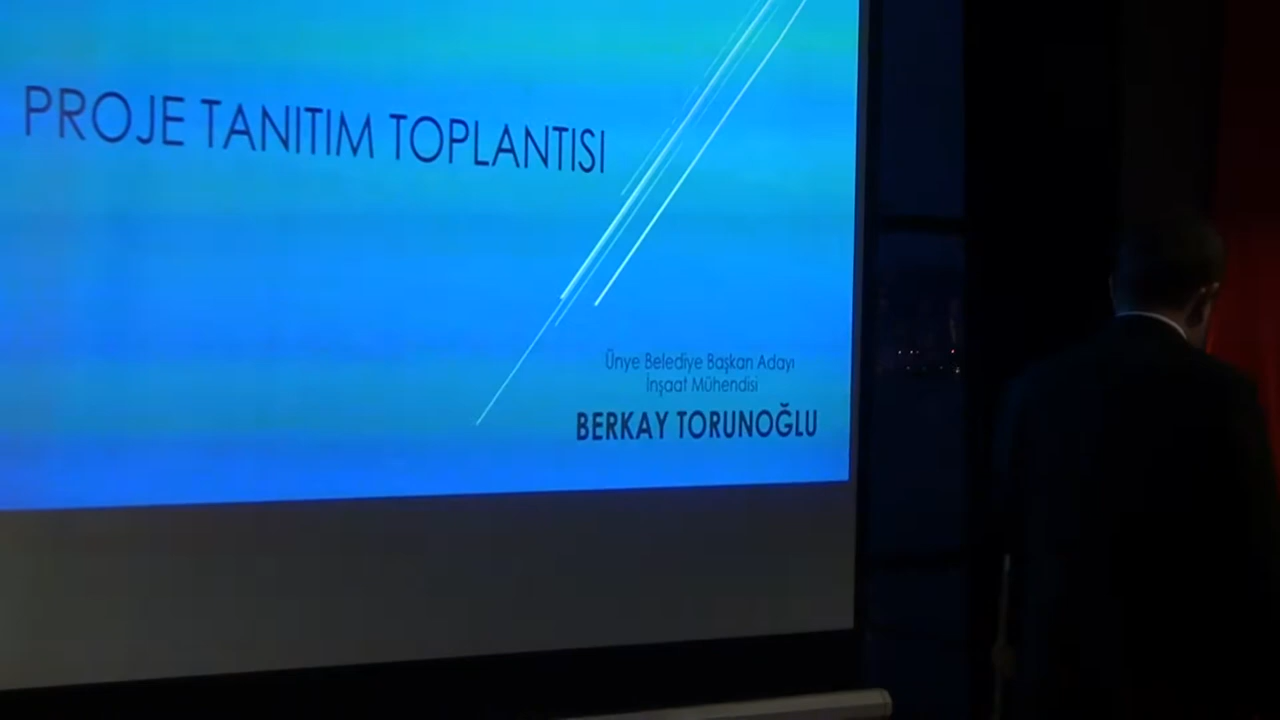 PROJE TANITIM TOPLANTISI
Ünye Belediye Başkan Adayı
İnşaat Mühendisi
BERKAY TORUNOĞLU